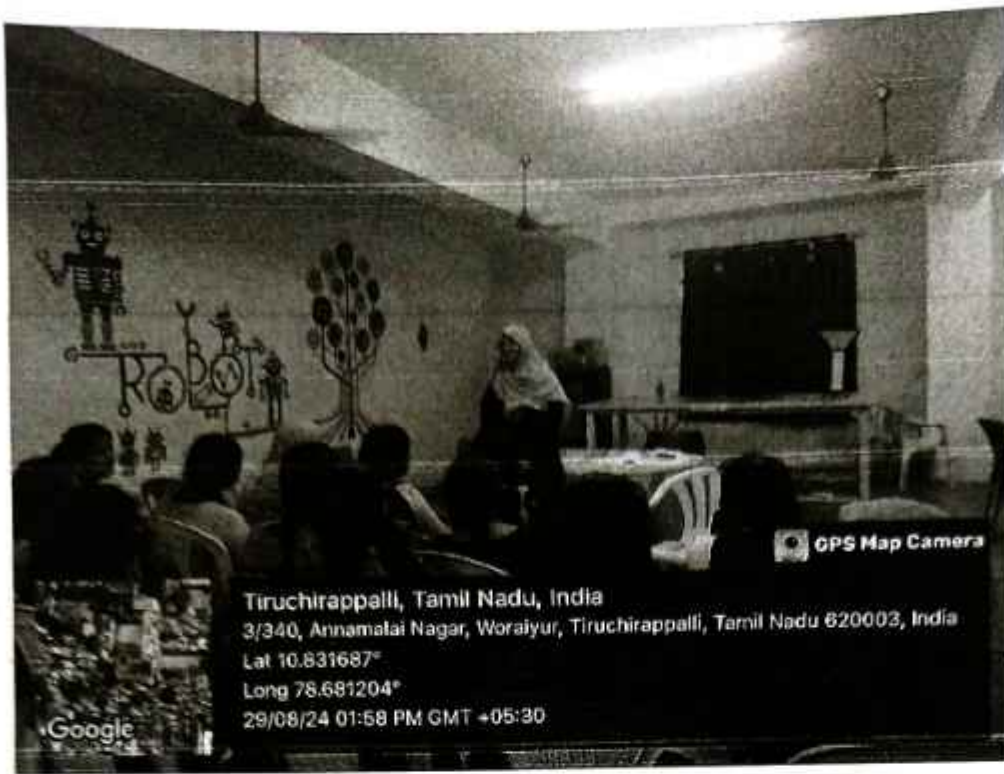 ROBOT
GPS Map Camera
Tiruchirappalli, Tamil Nadu, India
3/340, Annamalai Nagar, Woraiyur, Tiruchirappalli, Tamil Nadu 620003, India
Lat 10.831687°
Long 78.681204°
29/08/24 01:58 PM GMT +05:30
Google